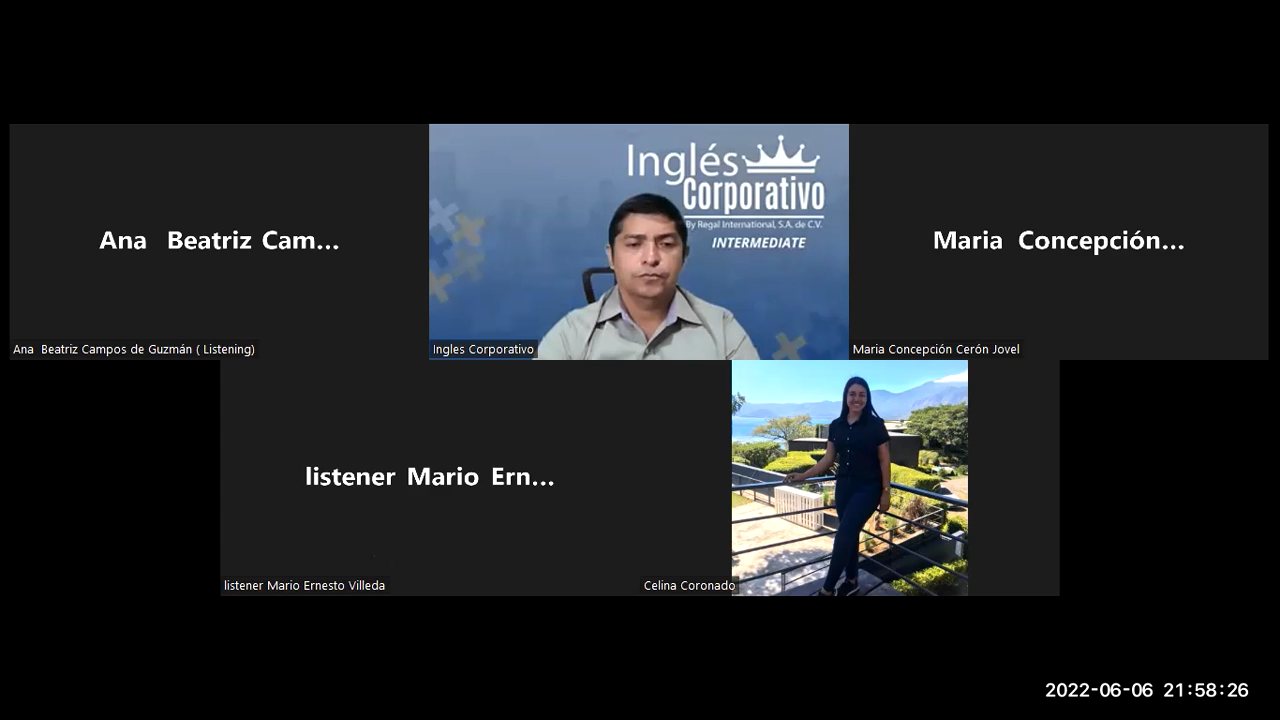 Ana Beatriz Cam...
Ana Beatriz Campos de Guzmán ( Listening)
Inglés
Corporativo
By Regal International, S.A. de C.V.
INTERMEDIATE
Ingles Corporativo
Maria Concepción...
Maria Concepción Cerón Jovel
listener Mario Ern...
listener Mario Ernesto Villeda
Celina Coronado
2022-06-06 21:58:26